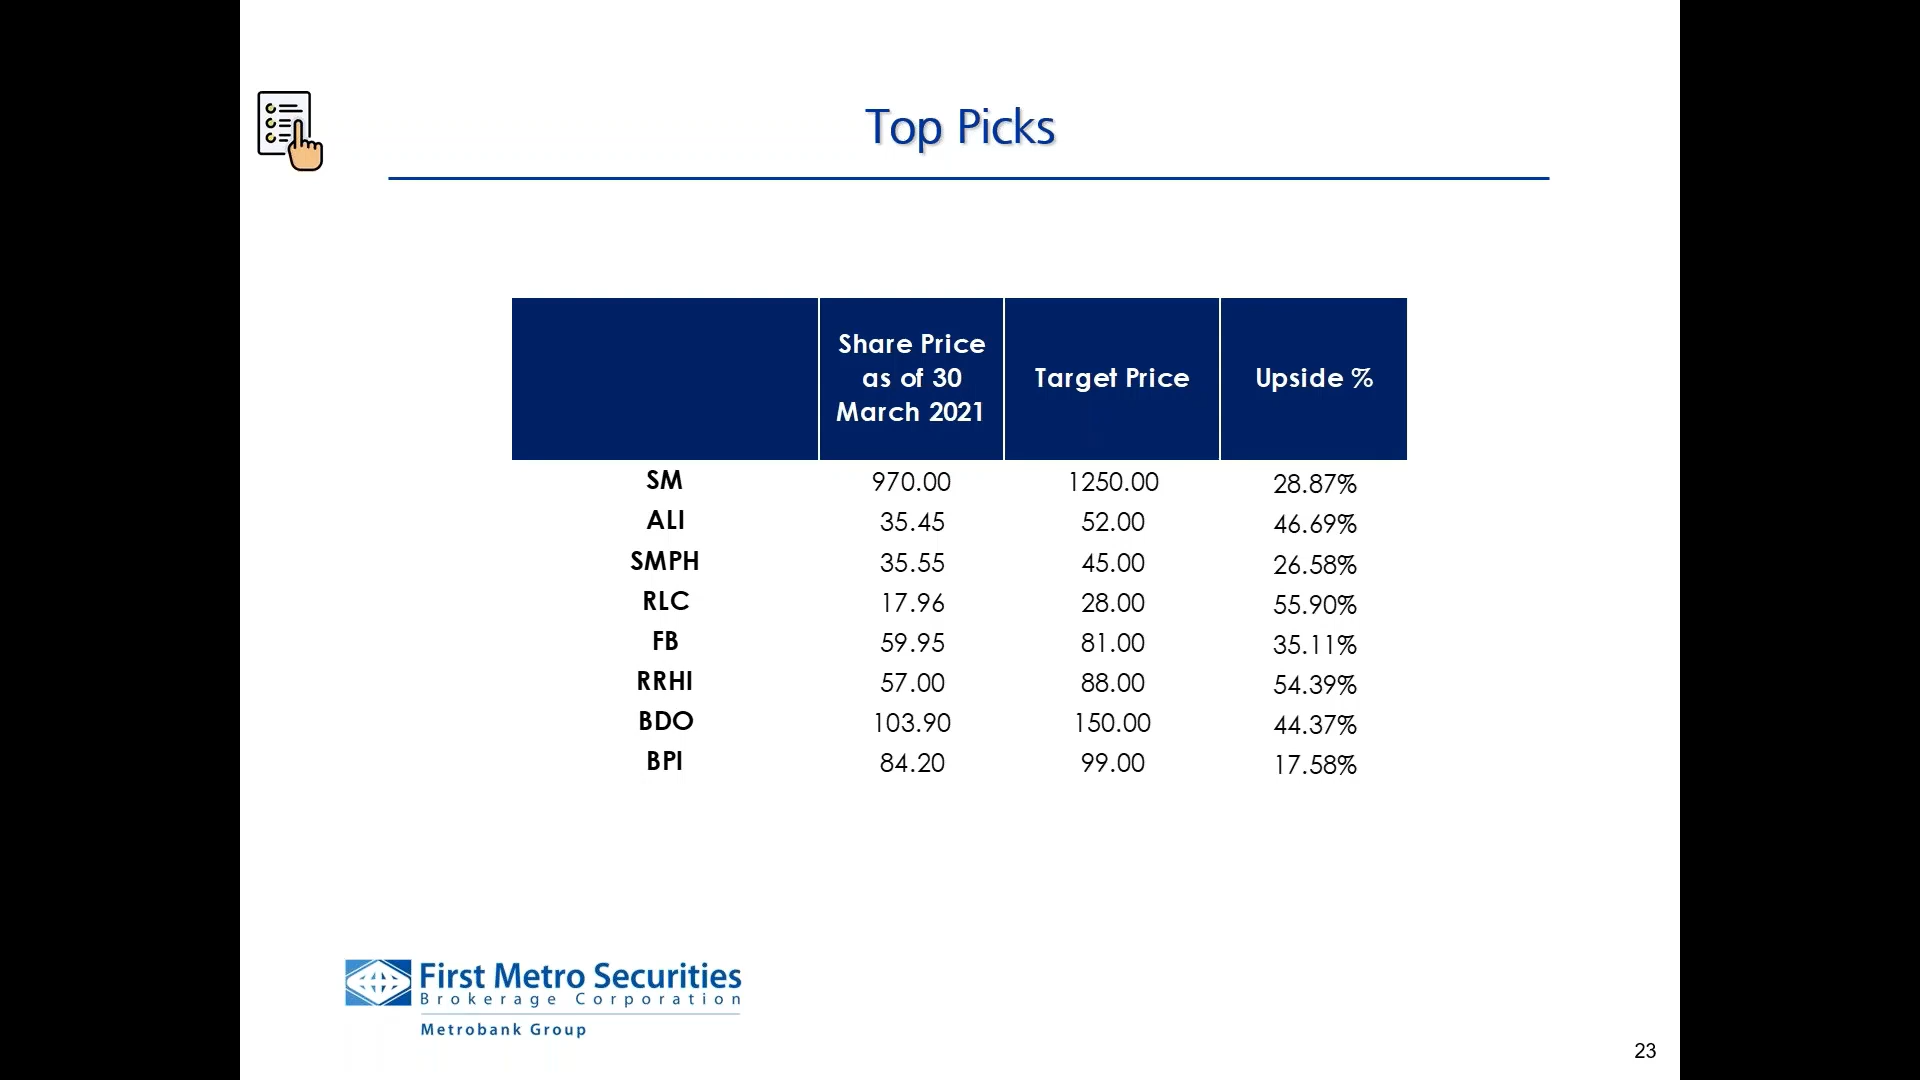 Top Picks
Share Price as of 30 March 2021 Target Price Upside %
SM 970.00 1250.00 28.87%
ALI 35.45 52.00 46.69%
SMPH 35.55 45.00 26.58%
RLC 17.96 28.00 55.90%
FB 59.95 81.00 35.11%
RRHI 57.00 88.00 54.39%
BDO 103.90 150.00 44.37%
BPI 84.20 99.00 17.58%
First Metro Securities
Brokerage Corporation
Metrobank Group
23